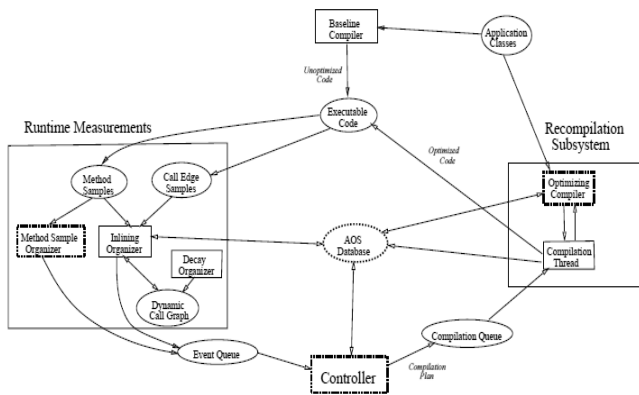 Baseline
Compiler
Application
Classes
Unoptimized
Code
Executable
Code
Runtime Measurements
Optimized
Code
Recompilation
Subsystem
Method
Samples
Call Edge
Samples
Optimizing
Compiler
Method Sample
Organizer
Inlining
Organizer
AOS
Database
Decay
Organizer
Compilation
Thread
Dynamic
Call Graph
Compilation Queue
Event Queue
Controller
Compilation
Plan